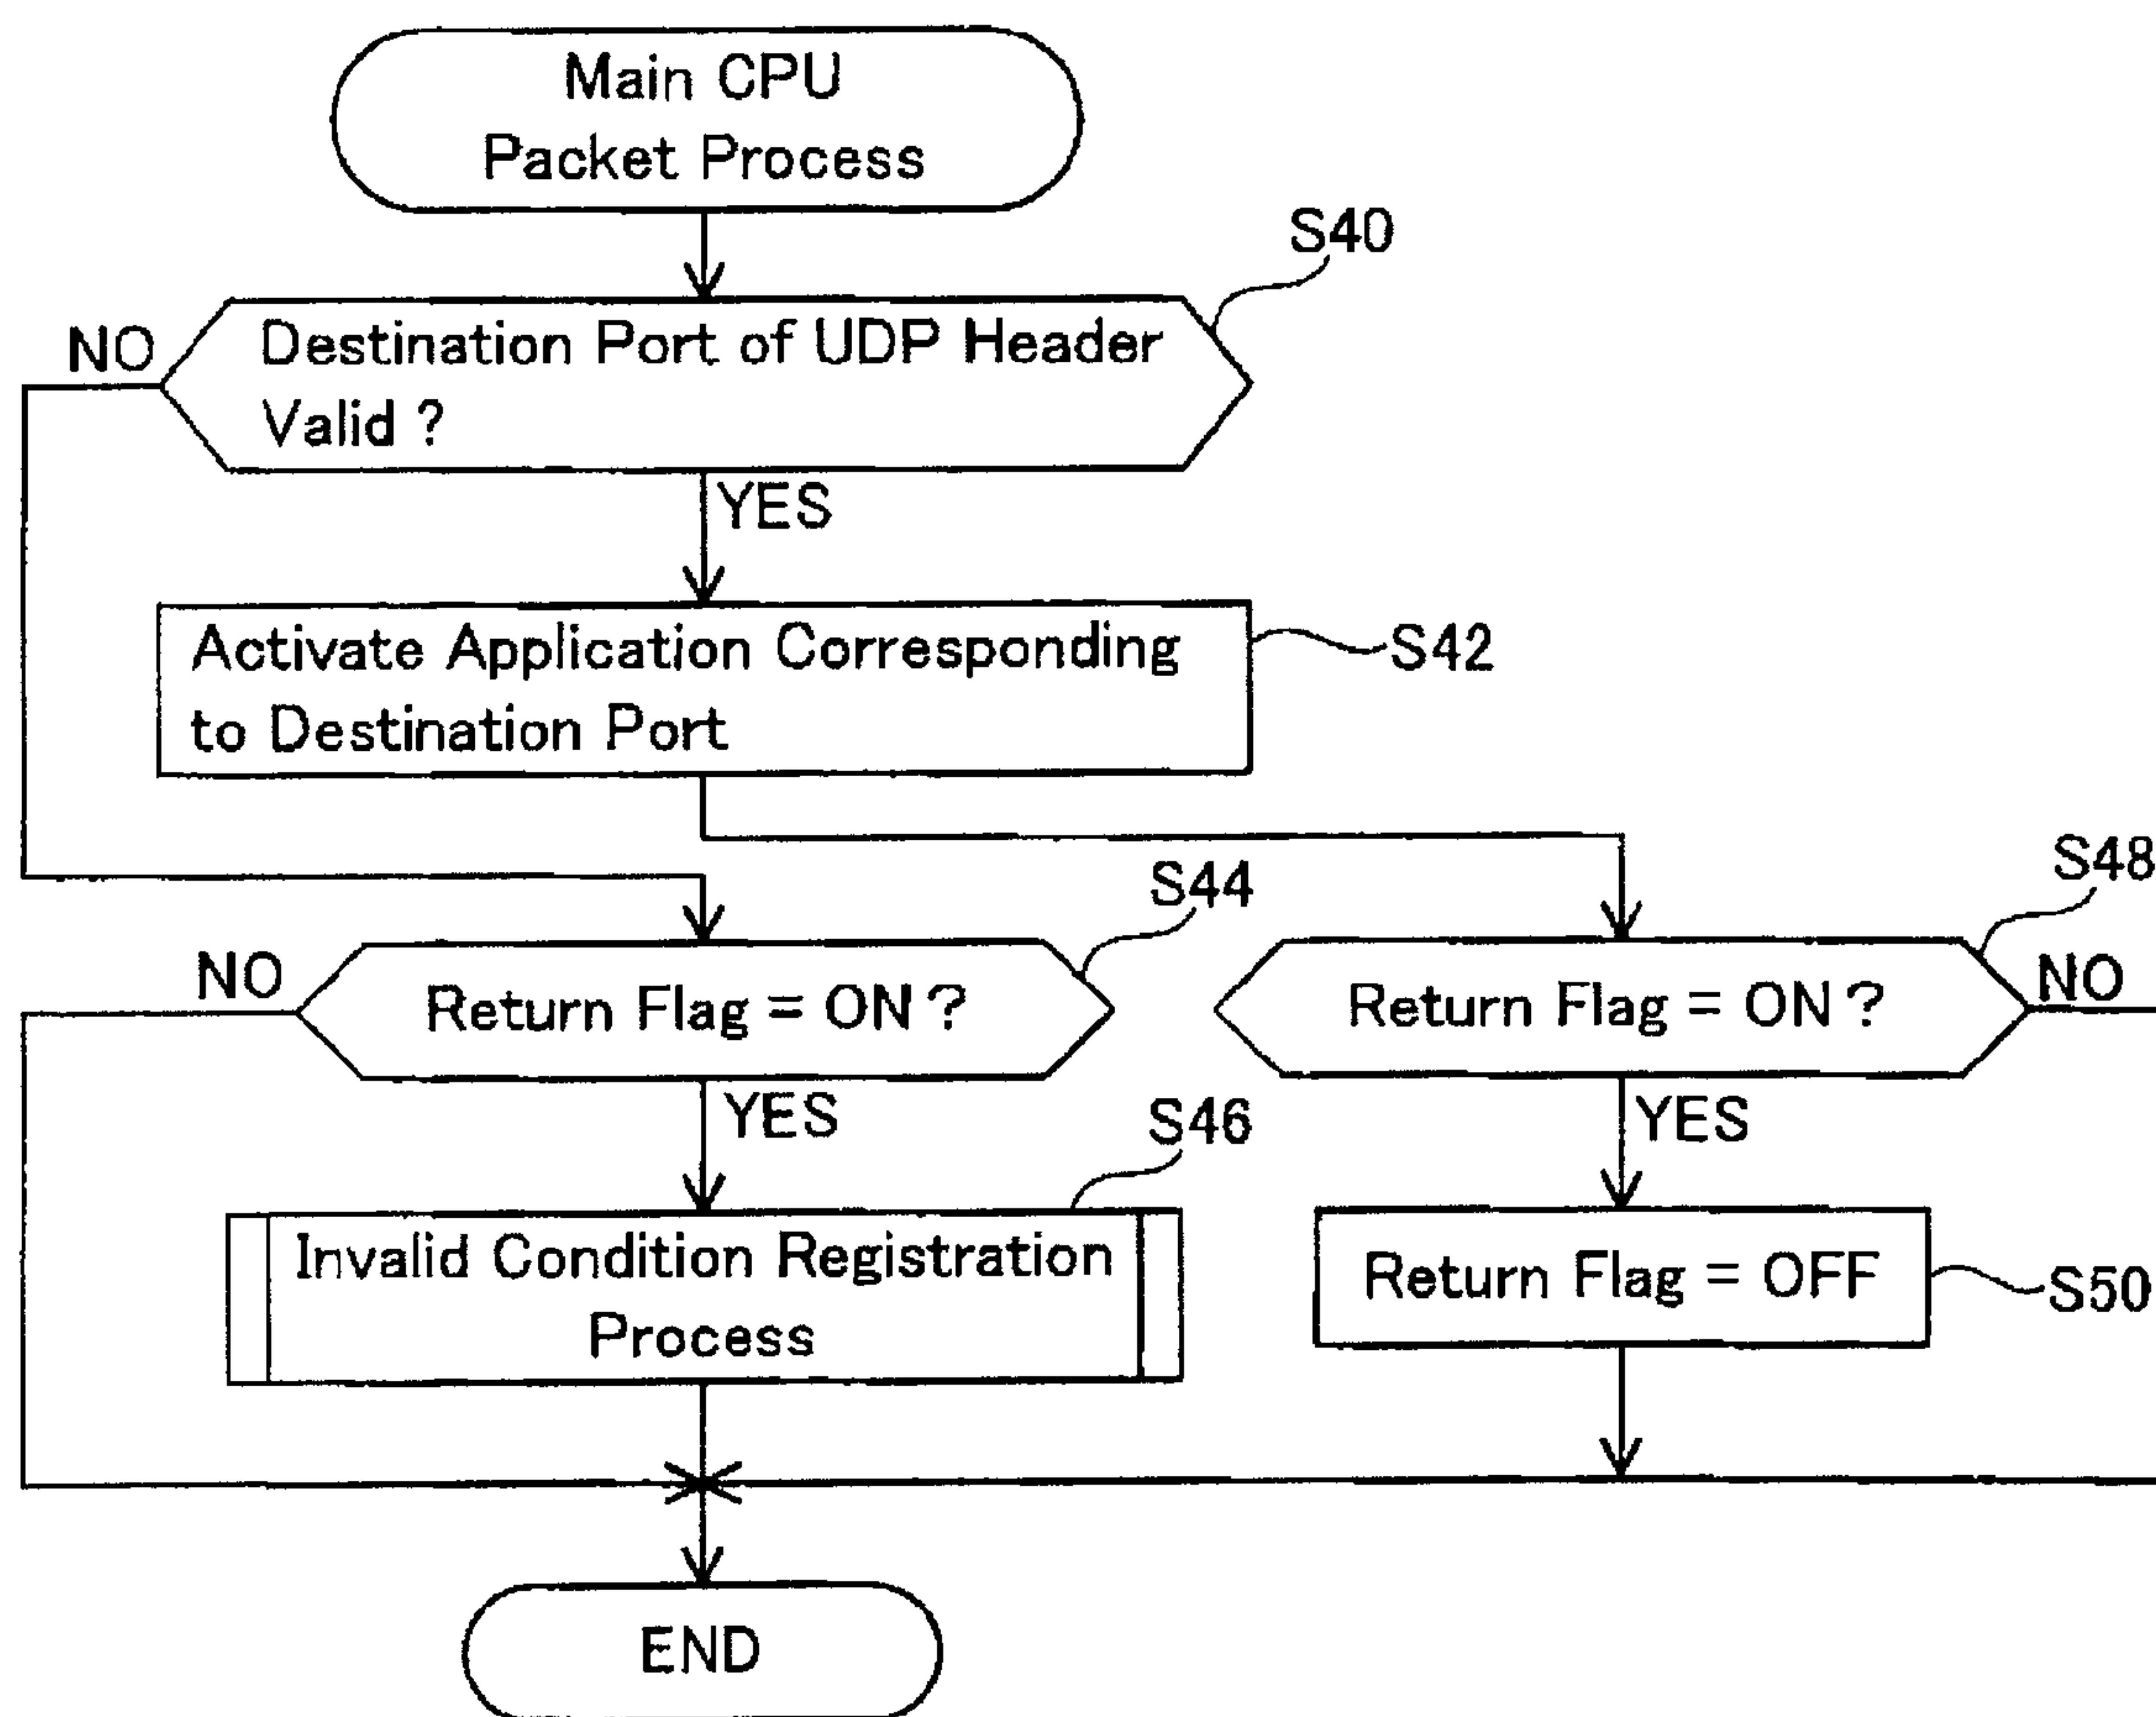 Main CPU
Packet Process
S40
NO
Destination Port of UDP Header
Valid ?
YES
Activate Application Corresponding
to Destination Port
S42
S44
S48
NO
Return Flag = ON ?
Return Flag = ON ?
NO
YES
YES
S46
Invalid Condition Registration
Process
Return Flag = OFF
S50
END